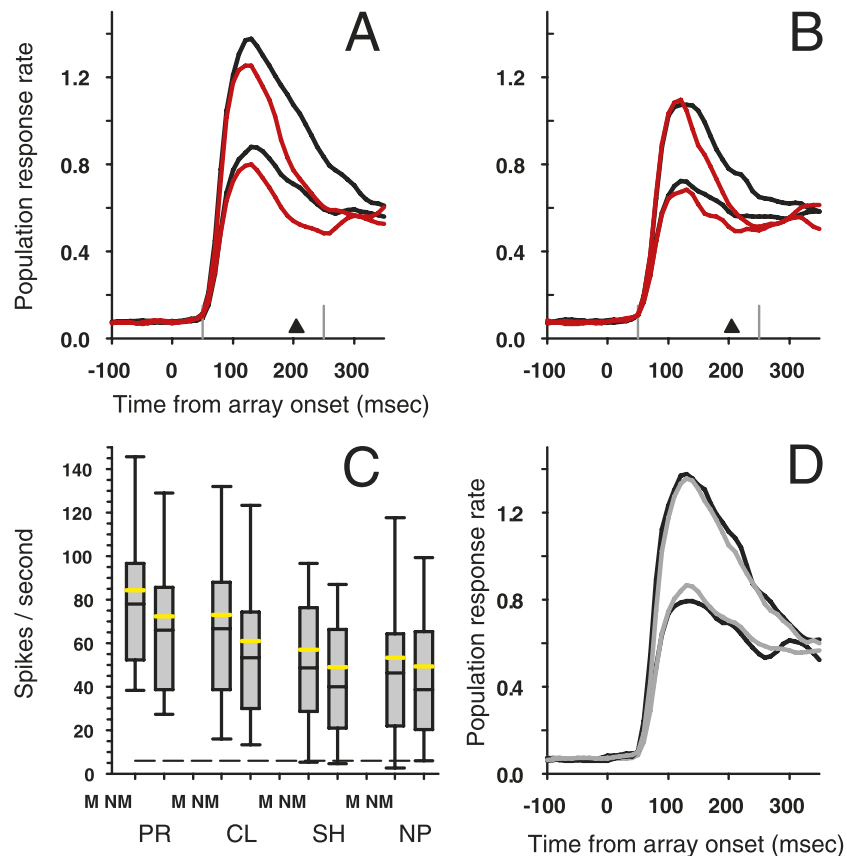 A
Population response rate
1.2
0.8
0.4
0.0
-100 0 100 200 300
Time from array onset (msec)
B
1.2
0.8
0.4
0.0
-100 0 100 200 300
C
Spikes / second
140
120
100
80
60
40
20
0
M NM M NM M NM M NM
PR CL SH NP
D
Population response rate
1.2
0.8
0.4
0.0
-100 0 100 200 300
Time from array onset (msec)